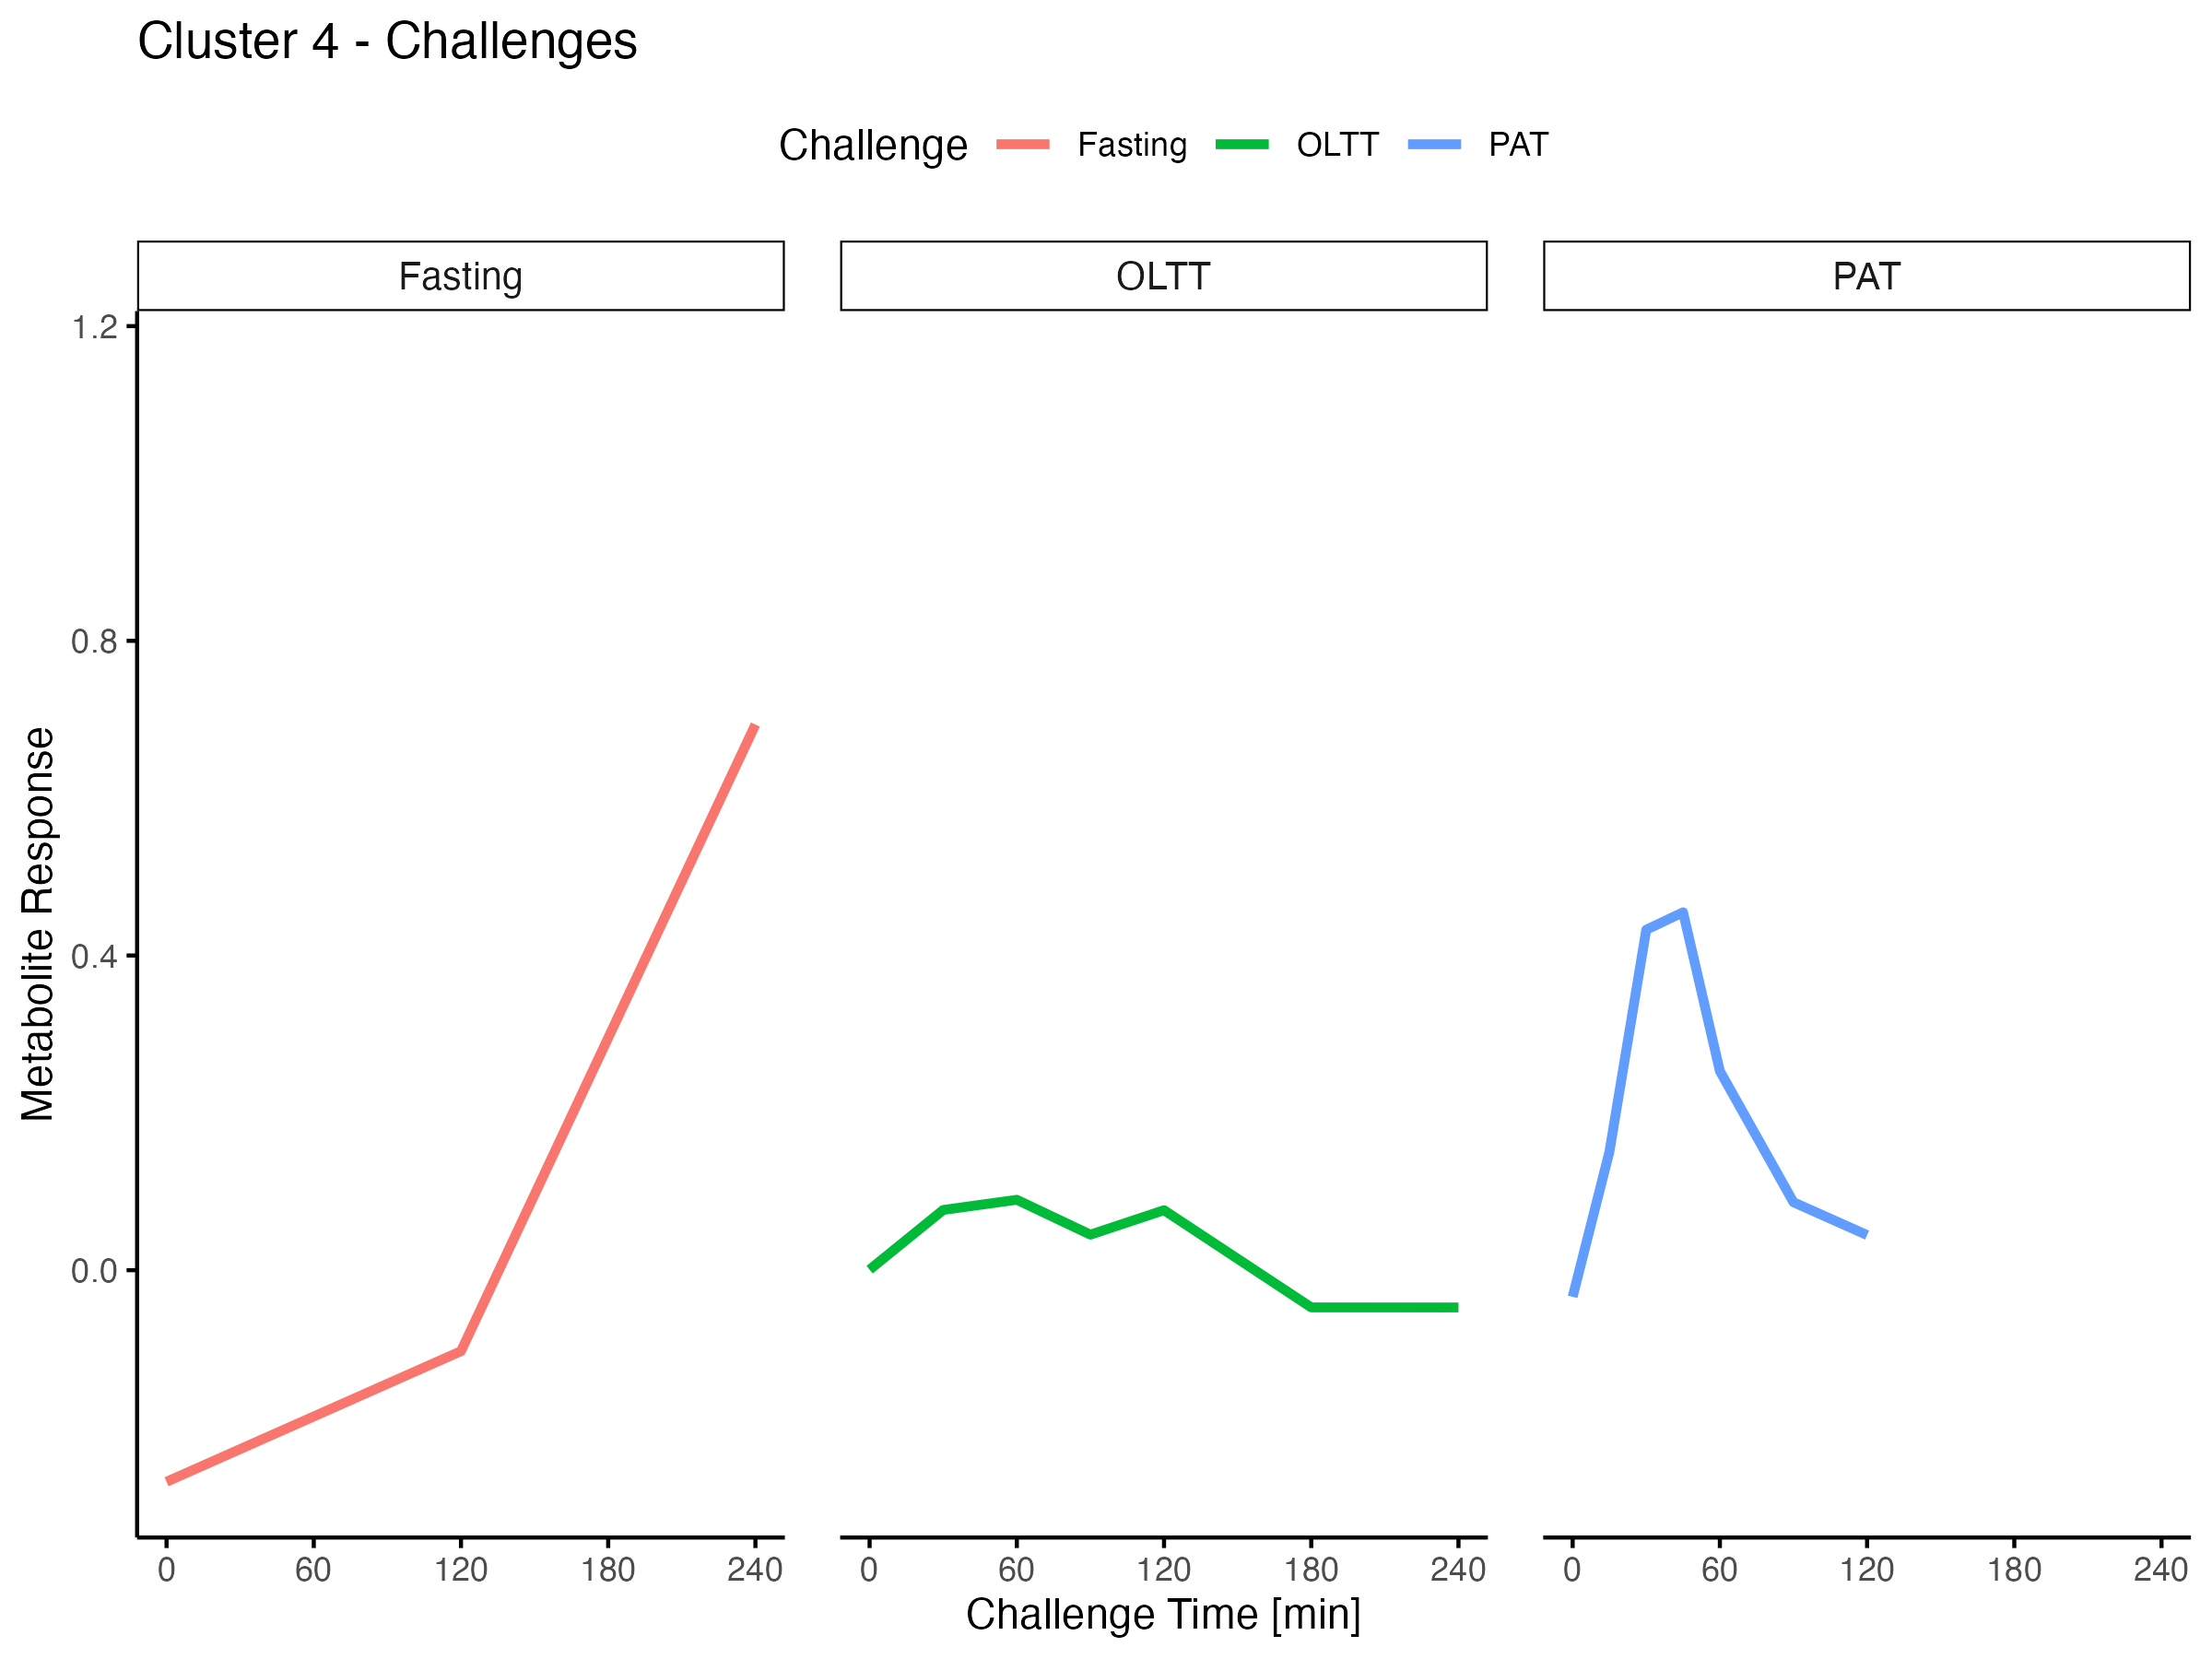 Cluster 4 - Challenges
Challenge Fasting OLTT PAT
Fasting OLTT PAT
1.2
0.8
0.4
0.0
Metabolite Response
0 60 120 180 240 0 60 120 180 240 0 60 120 180 240
Challenge Time [min]